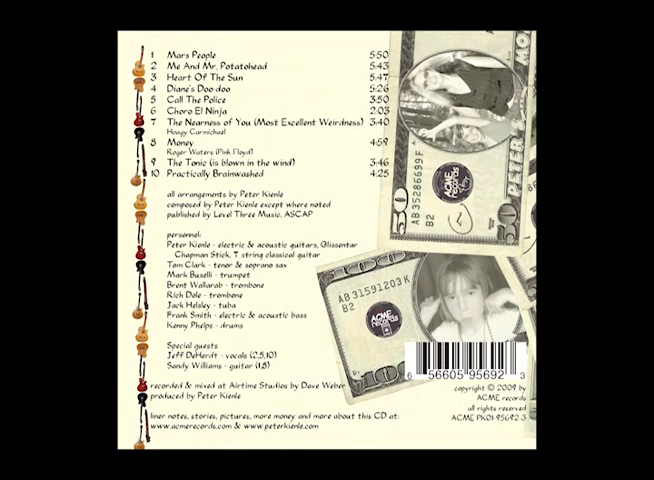 1 Mars People 5:50
2 Me And Mr. Potatohead 5:43
3 Heart Of The Sun 5:47
4 Diane's Doo-doo 5:26
5 Call The Police 3:50
6 Choro El Ninja 2:03
7 The Nearness of You (Most Excellent Weirdness) 3:40
Hoagy Carmichael
8 Money 4:59
Roger Waters (Pink Floyd)
9 The Tonic (is blown in the wind) 3:46
10 Practically Brainwashed 4:25
all arrangements by Peter Kienle
composed by Peter Kienle except where noted
published by Level Three Music, ASCAP
personnel:
Peter Kienle - electric & acoustic guitars, Glissentar
Chapman Stick, 7 string classical guitar
Tom Clark - tenor & soprano sax
Mark Buselli - trumpet
Brent Wallarab - trombone
Rich Dole - trombone
Jack Helsley - tuba
Frank Smith - electric & acoustic bass
Kenny Phelps - drums
Special guests:
Jeff DeHerdt - vocals (2,5,10)
Sandy Williams - guitar (1,8)
recorded & mixed at Airtime Studios by Dave Weber
produced by Peter Kienle
liner notes, stories, pictures, more money and more about this CD at:
www.acmerecords.com & www.peterkienle.com
50
AB 35286699F
B2
ACME
records
PETER
50
100
AB 31591203K
B2
ACME
records
100
6 56605 95692 3
copyright © 2009 by
ACME records
all rights reserved
ACME PK01-95692-3